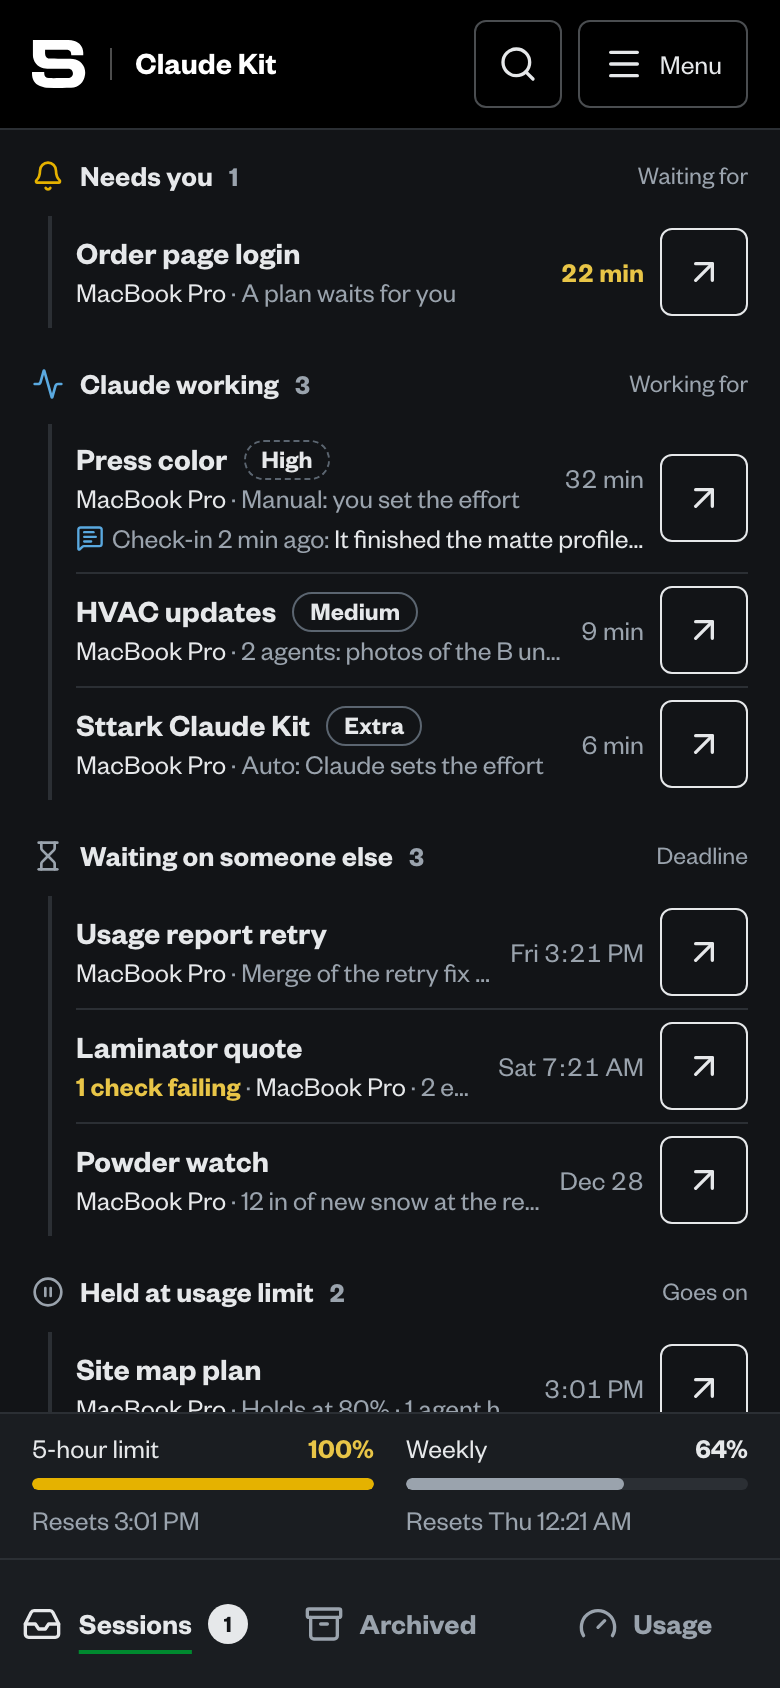 S
Claude Kit
Menu
Needs you 1
Waiting for
Order page login
MacBook Pro · A plan waits for you
22 min
Claude working 3
Working for
Press color High
MacBook Pro · Manual: you set the effort
32 min
Check-in 2 min ago: It finished the matte profile...
HVAC updates Medium
MacBook Pro · 2 agents: photos of the B un...
9 min
Sttark Claude Kit Extra
MacBook Pro · Auto: Claude sets the effort
6 min
Waiting on someone else 3
Deadline
Usage report retry
MacBook Pro · Merge of the retry fix ...
Fri 3:21 PM
Laminator quote
1 check failing · MacBook Pro · 2 e...
Sat 7:21 AM
Powder watch
MacBook Pro · 12 in of new snow at the re...
Dec 28
Held at usage limit 2
Goes on
Site map plan
MacBook Pro · Holds at 80% · 1 agent h
3:01 PM
5-hour limit 100%
Resets 3:01 PM
Weekly 64%
Resets Thu 12:21 AM
Sessions 1
Archived
Usage